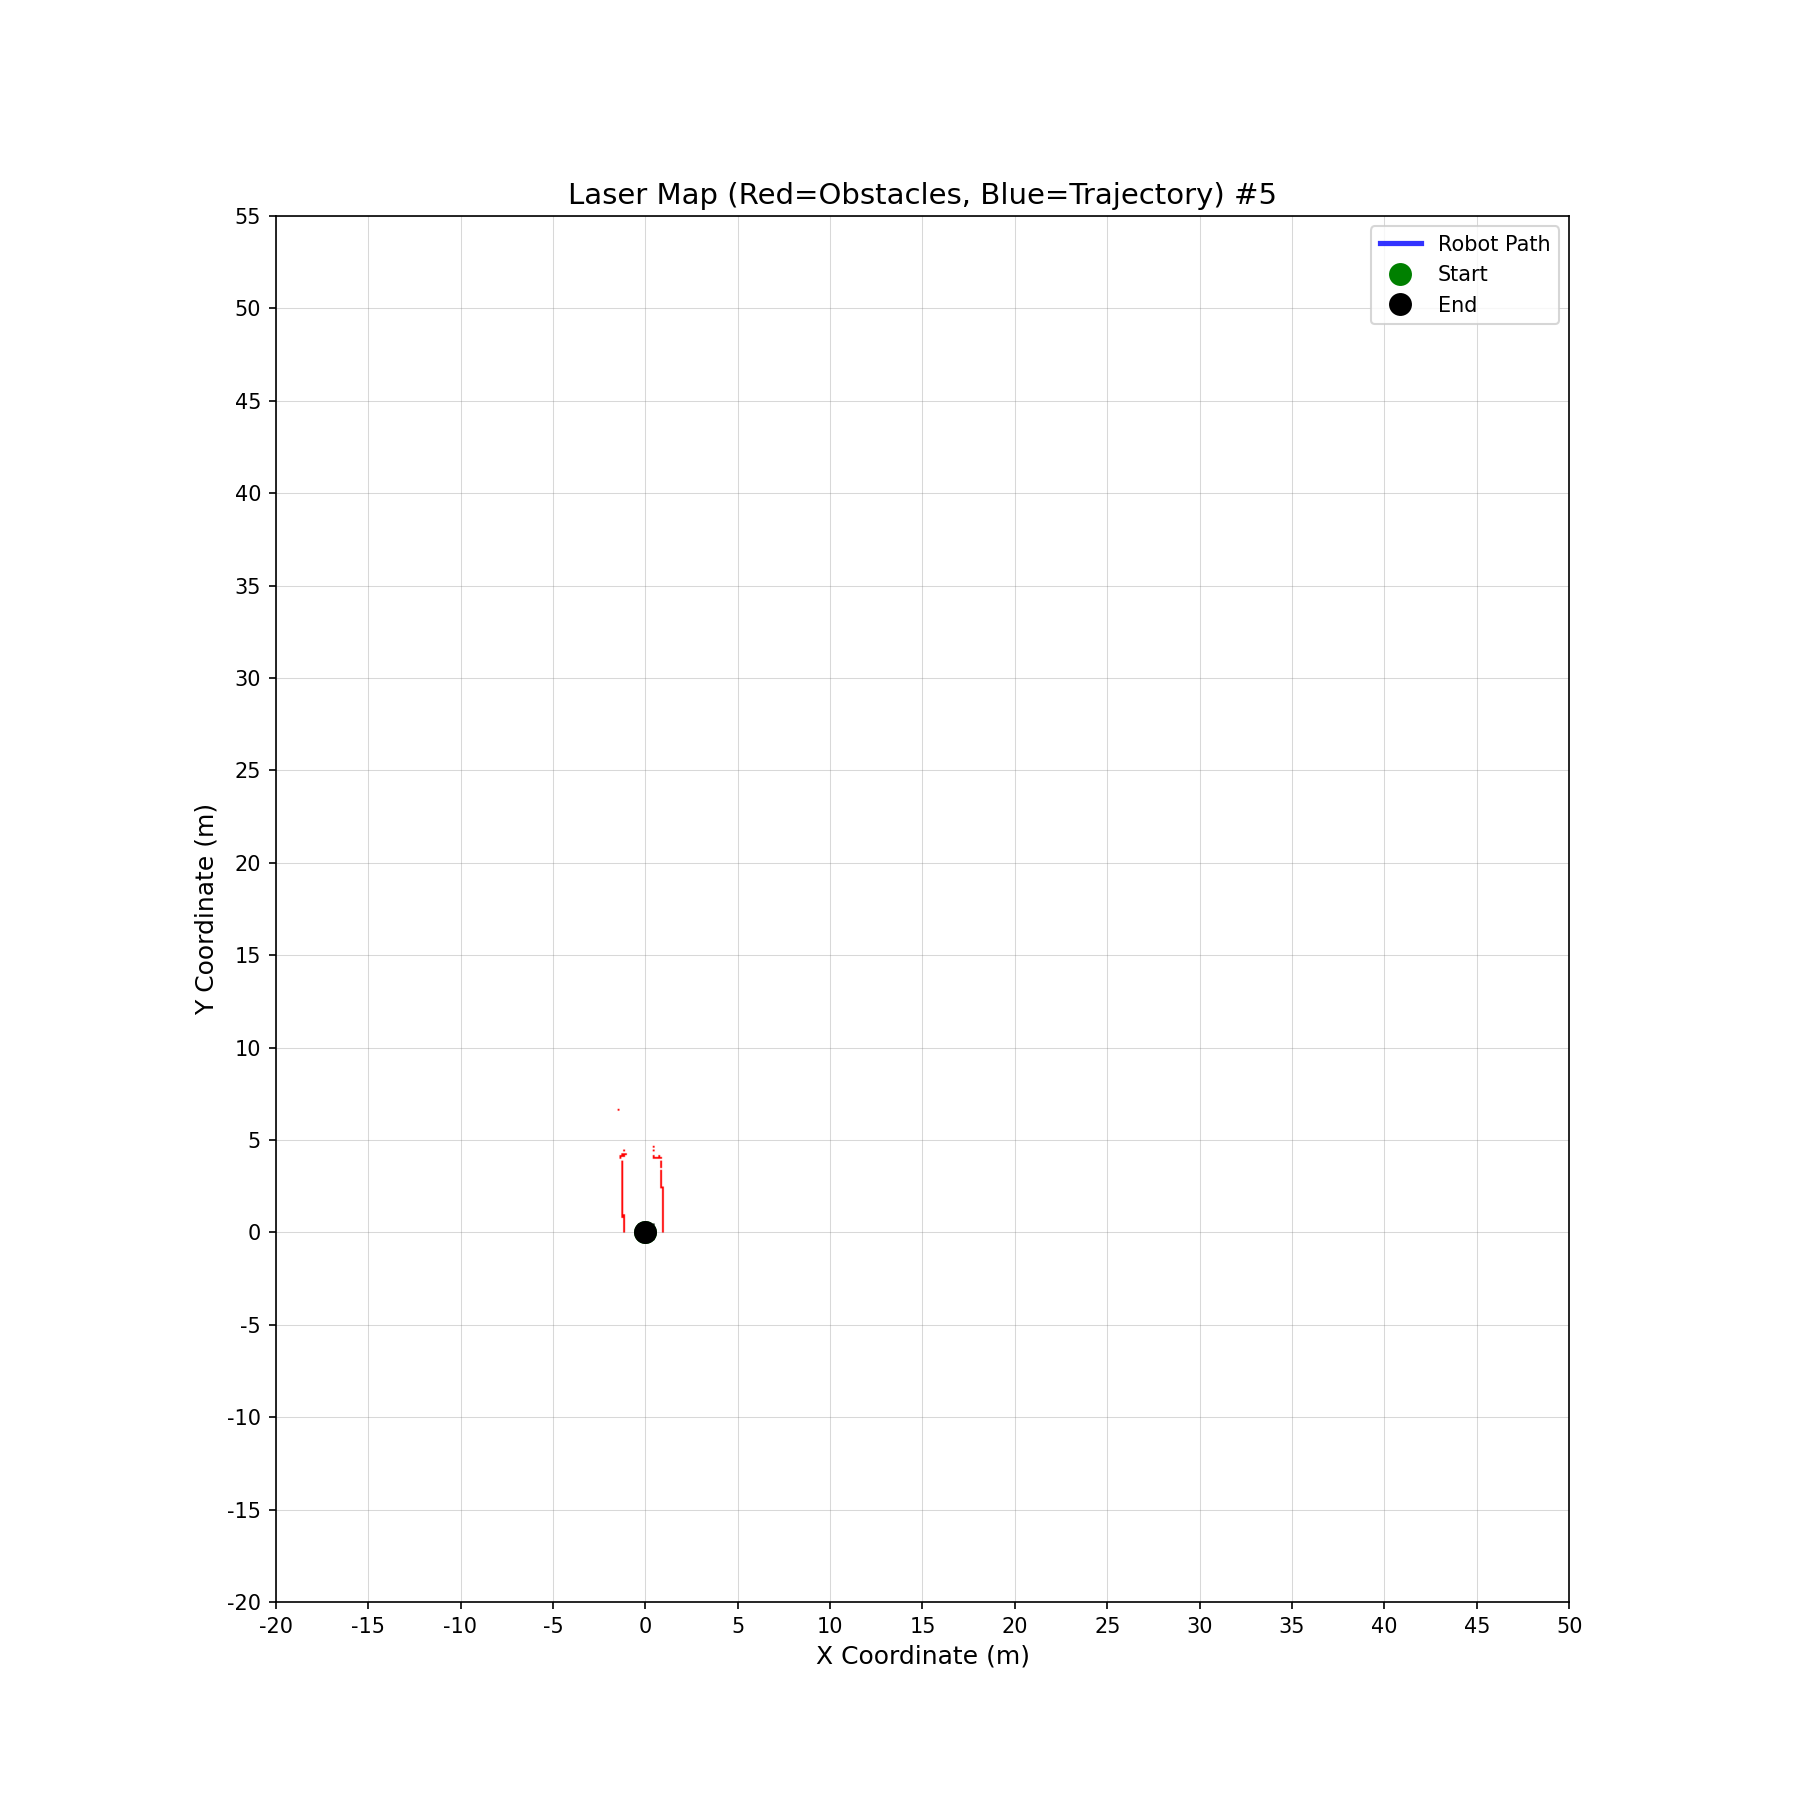 Laser Map (Red=Obstacles, Blue=Trajectory) #5
Robot Path
Start
End
Y Coordinate (m)
55
50
45
40
35
30
25
20
15
10
5
0
-5
-10
-15
-20
-20 -15 -10 -5 0 5 10 15 20 25 30 35 40 45 50
X Coordinate (m)